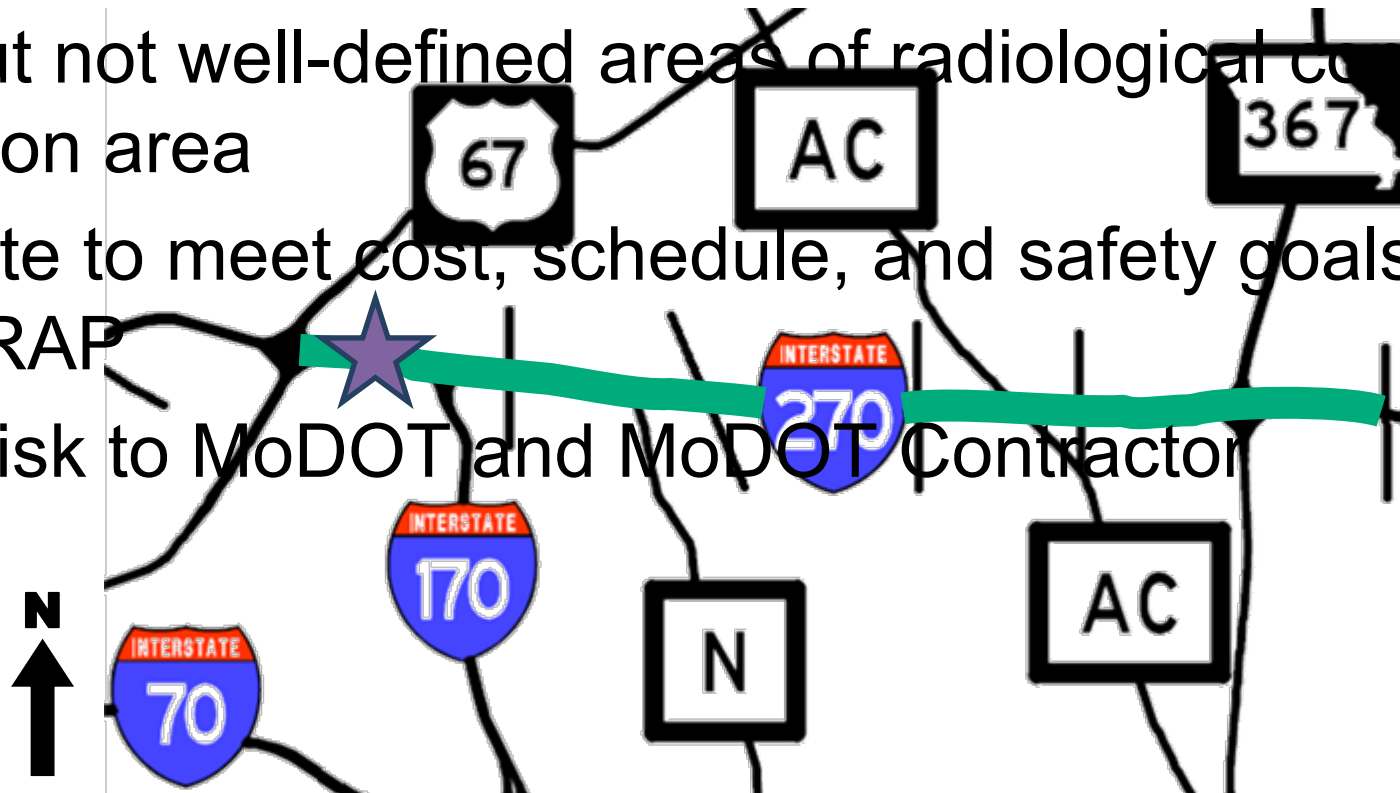 ut not well-defined areas of radiological co
on area
67
AC
367
te to meet cost, schedule, and safety goals
RAP
INTERSTATE
270
isk to MoDOT and MoDOT Contractor
INTERSTATE
170
N
AC
N
INTERSTATE
70